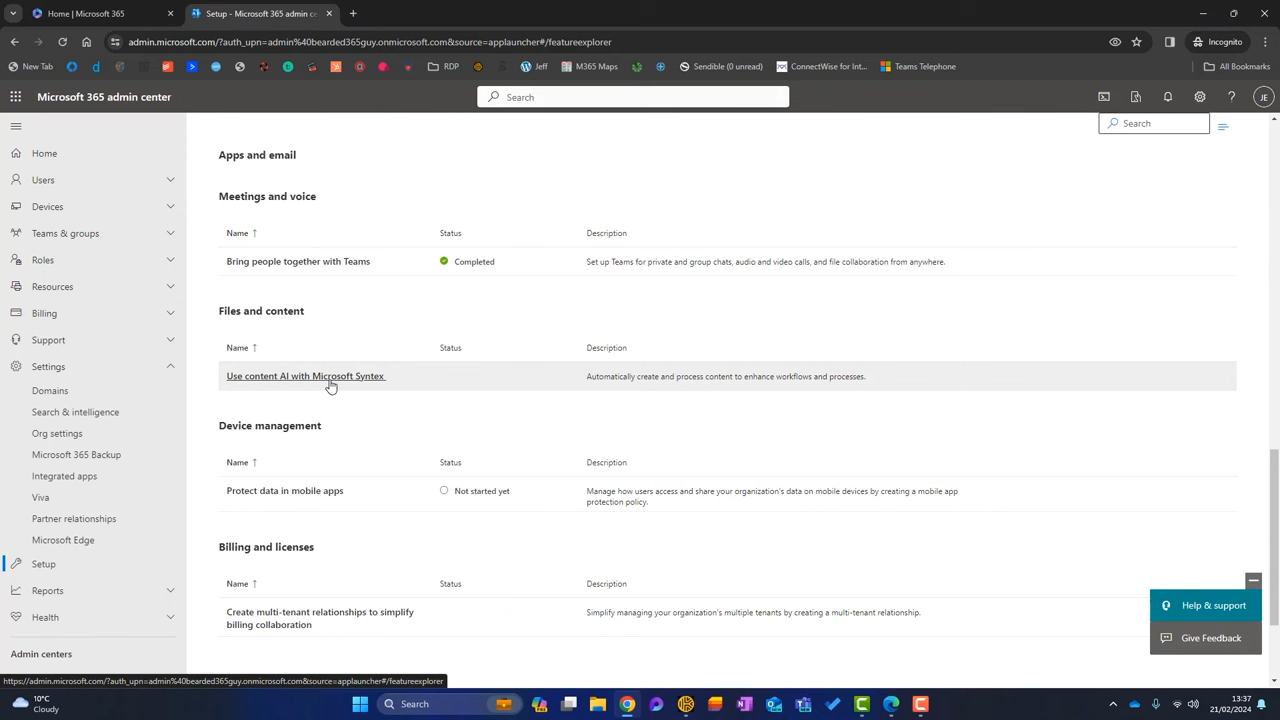 Home | Microsoft 365
Setup - Microsoft 365 admin ce
admin.microsoft.com/?auth_upn=admin%40bearded365guy.onmicrosoft.com&source=applauncher#/featureexplorer
Incognito
New Tab
RDP
Jeff
M365 Maps
Sendible (0 unread)
ConnectWise for Int...
Teams Telephone
All Bookmarks
Microsoft 365 admin center
Search
JE
Search
Home
Users
Devices
Teams & groups
Roles
Resources
Billing
Support
Settings
Domains
Search & intelligence
Org settings
Microsoft 365 Backup
Integrated apps
Viva
Partner relationships
Microsoft Edge
Setup
Reports
Health
Admin centers
Apps and email
Meetings and voice
Name ↑ Status Description
Bring people together with Teams Completed Set up Teams for private and group chats, audio and video calls, and file collaboration from anywhere.
Files and content
Name ↑ Status Description
Use content AI with Microsoft Syntex Automatically create and process content to enhance workflows and processes.
Device management
Name ↑ Status Description
Protect data in mobile apps Not started yet Manage how users access and share your organization's data on mobile devices by creating a mobile app
protection policy.
Billing and licenses
Name ↑ Status Description
Create multi-tenant relationships to simplify Simplify managing your organization's multiple tenants by creating a multi-tenant relationship.
billing collaboration
Help & support
Give Feedback
https://admin.microsoft.com/?auth_upn=admin%40bearded365guy.onmicrosoft.com&source=applauncher#/featureexplorer
10°C
Cloudy
Search
13:37
21/02/2024